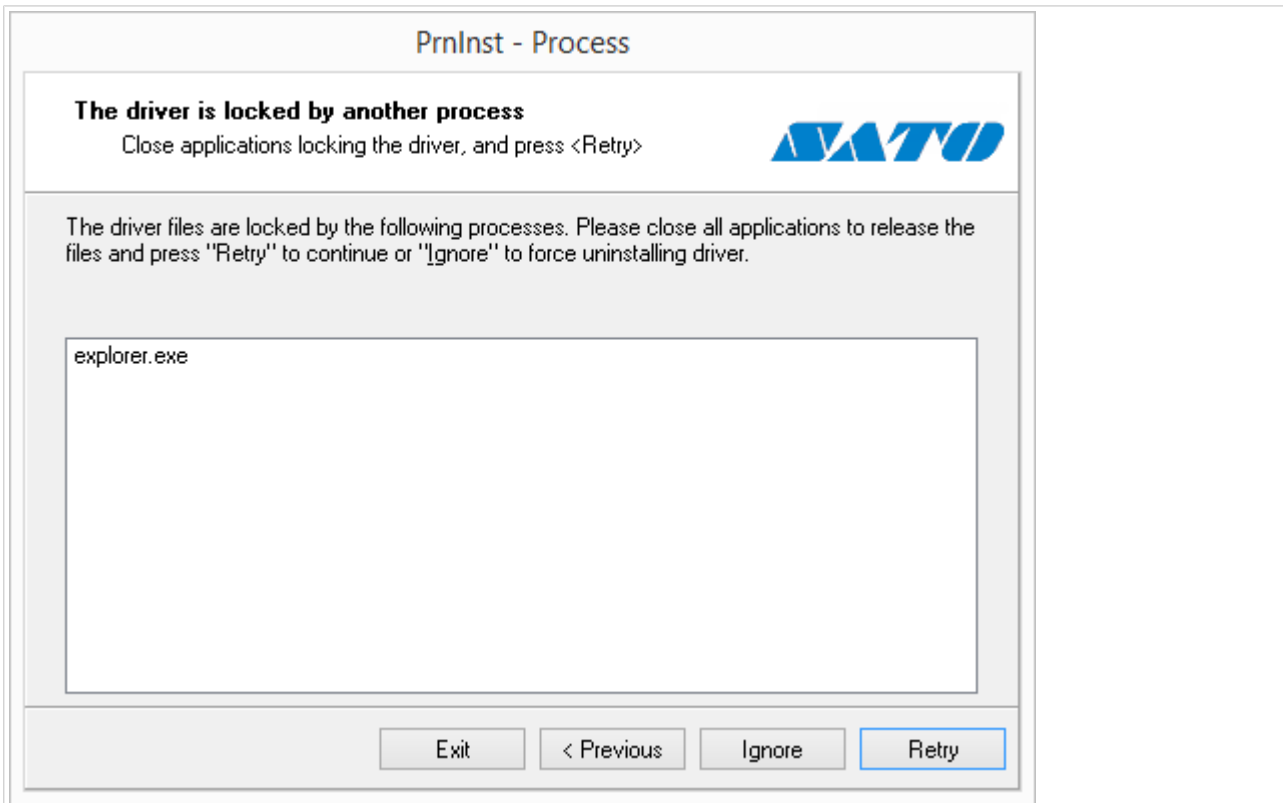 PrnInst - Process
The driver is locked by another process
Close applications locking the driver, and press <Retry>
SATO
The driver files are locked by the following processes. Please close all applications to release the
files and press "Retry" to continue or "Ignore" to force uninstalling driver.
explorer.exe
Exit
< Previous
Ignore
Retry